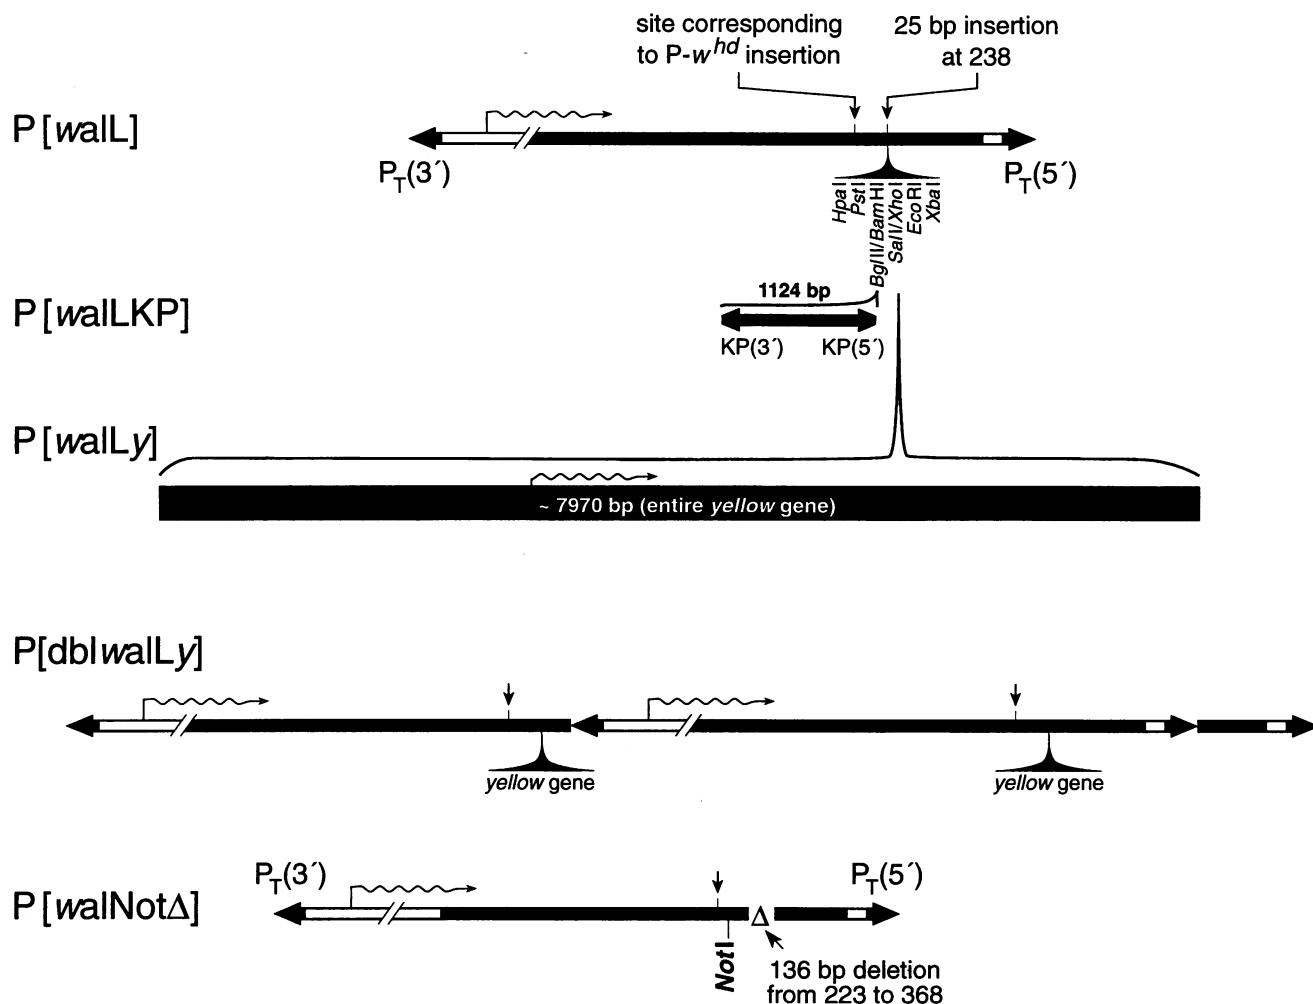 site corresponding
to P-w^hd insertion
25 bp insertion
at 238
P[walL]
P_T(3´)
P_T(5´)
HpaI
PstI
BglII/BamHI
SalI/XhoI
EcoRI
XbaI
P[walLKP]
1124 bp
KP(3´)
KP(5´)
P[walLy]
~ 7970 bp (entire yellow gene)
P[dblwalLy]
yellow gene
yellow gene
P[walNotΔ]
P_T(3´)
P_T(5´)
Δ
NotI
136 bp deletion
from 223 to 368